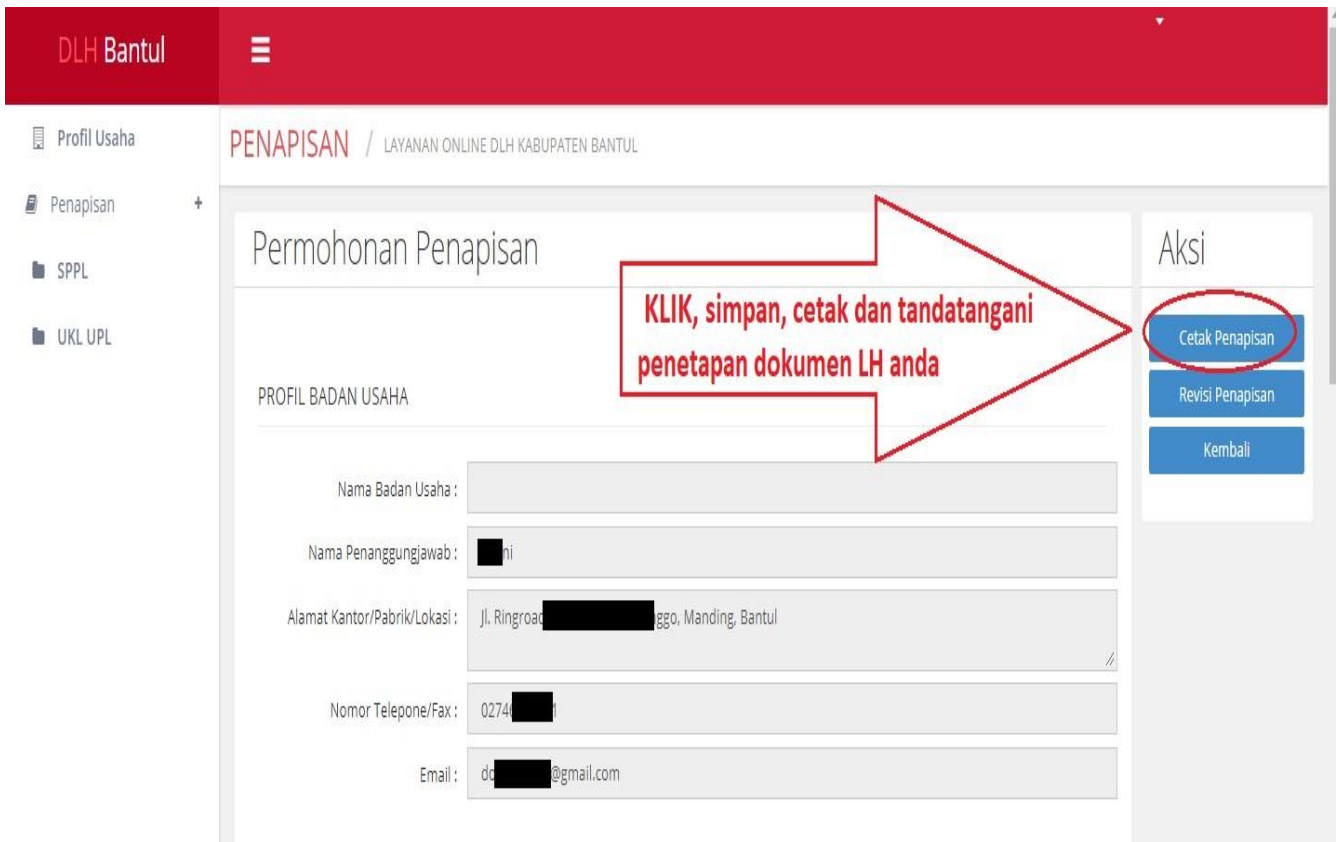 DLH Bantul
Profil Usaha
Penapisan +
SPPL
UKL UPL
PENAPISAN / LAYANAN ONLINE DLH KABUPATEN BANTUL
Permohonan Penapisan
KLIK, simpan, cetak dan tandatangani
penetapan dokumen LH anda
Aksi
Cetak Penapisan
Revisi Penapisan
Kembali
PROFIL BADAN USAHA
Nama Badan Usaha :
Nama Penanggungjawab : ni
Alamat Kantor/Pabrik/Lokasi : Jl. Ringroad ggo, Manding, Bantul
Nomor Telepone/Fax : 0274
Email : do @gmail.com